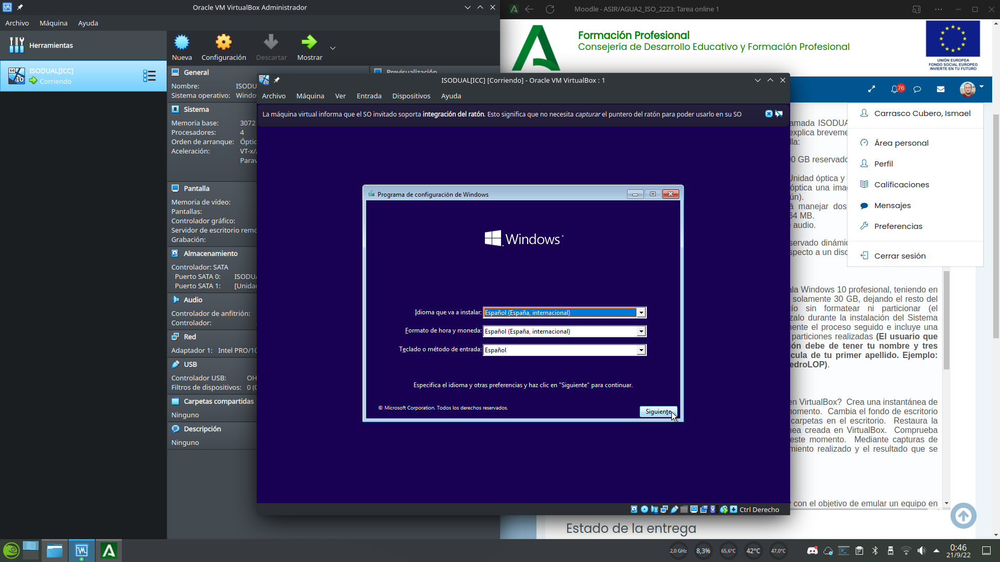 Oracle VM VirtualBox Administrador
Archivo Máquina Ayuda
Herramientas
ISODUAL[ICC]
Corriendo
Nueva Configuración Descartar Mostrar
General
Nombre: ISODU
Sistema operativo: Windo
Previsualización
Sistema
Memoria base: 3072
Procesadores: 4
Orden de arranque: Óptic
Aceleración: VT-x/
Parav
Pantalla
Memoria de vídeo:
Pantallas:
Controlador gráfico:
Servidor de escritorio remo
Grabación:
Almacenamiento
Controlador: SATA
Puerto SATA 0: ISODUA
Puerto SATA 1: [Unidad
Audio
Controlador de anfitrión:
Controlador:
Red
Adaptador 1: Intel PRO/10
USB
Controlador USB: OH
Filtros de dispositivos: 0 (0
Carpetas compartidas
Ninguno
Descripción
Ninguno
ISODUAL[ICC] [Corriendo] - Oracle VM VirtualBox : 1
Archivo Máquina Ver Entrada Dispositivos Ayuda
La máquina virtual informa que el SO invitado soporta integración del ratón. Esto significa que no necesita capturar el puntero del ratón para poder usarlo en su SO
Programa de configuración de Windows
Windows
Idioma que va a instalar: Español (España, internacional)
Formato de hora y moneda: Español (España, internacional)
Teclado o método de entrada: Español
Especifica el idioma y otras preferencias y haz clic en "Siguiente" para continuar.
© Microsoft Corporation. Todos los derechos reservados.
Siguiente
Ctrl Derecho
Moodle - ASIR/AGUA2_ISO_2223: Tarea online 1
Formación Profesional
Consejería de Desarrollo Educativo y Formación Profesional
UNIÓN EUROPEA
FONDO SOCIAL EUROPEO
INVIERTE EN TU FUTURO
76
Carrasco Cubero, Ismael
Área personal
Perfil
Calificaciones
Mensajes
Preferencias
Cerrar sesión
amada ISODUA
explica breveme
lla:
00 GB reservado
Unidad óptica y
óptica una imag
ún).
á manejar dos
64 MB.
audio.
servado dinámic
specto a un disc
ala Windows 10 profesional, teniendo en
solamente 30 GB, dejando el resto del
cío sin formatear ni particionar (el
zalo durante la instalación del Sistema
nente el proceso seguido e incluye una
particiones realizadas (El usuario que
ón debe de tener tu nombre y tres
cula de tu primer apellido. Ejemplo:
edroLOP).
en VirtualBox? Crea una instantánea de
momento. Cambia el fondo de escritorio
carpetas en el escritorio. Restaura la
nea creada en VirtualBox. Comprueba
este momento. Mediante capturas de
miento realizado y el resultado que se
y con el objetivo de emular un equipo en
Estado de la entrega
2,0 GHz 8,3% 65,6°C 42°C 47,0°C
0:46
21/9/22